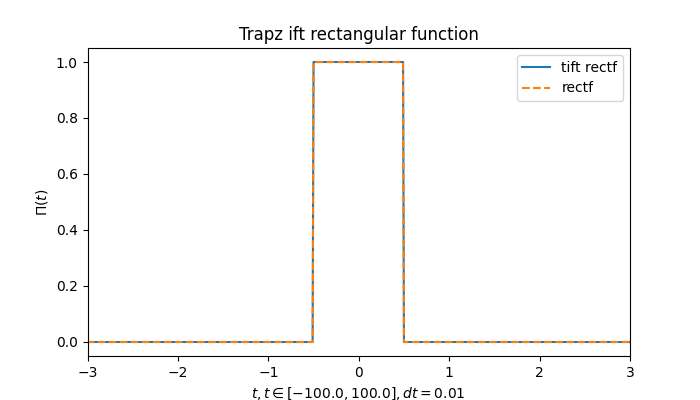 Trapz ift rectangular function
tift rectf
rectf
Π(t)
1.0
0.8
0.6
0.4
0.2
0.0
−3 −2 −1 0 1 2 3
t, t ∈ [−100.0, 100.0], dt = 0.01